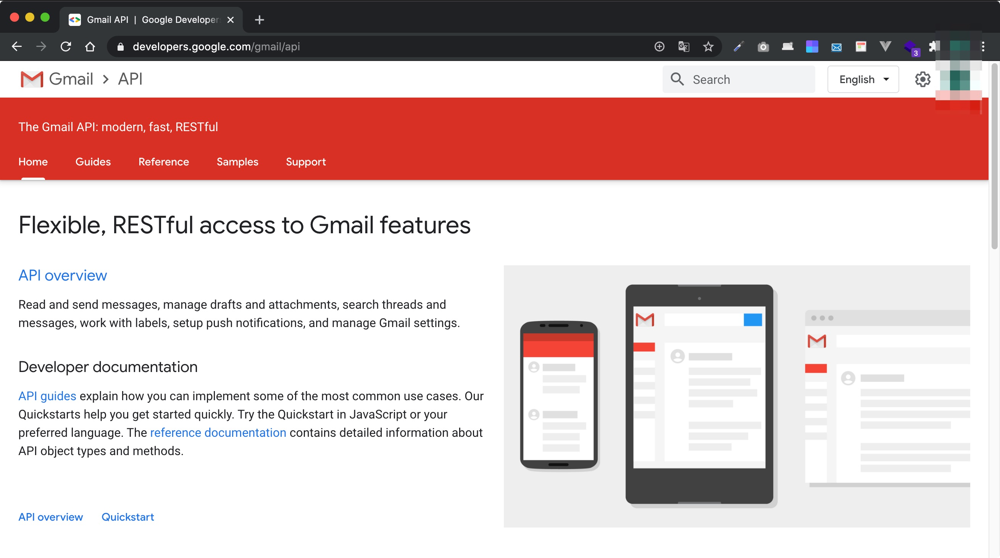 Gmail API | Google Developers
developers.google.com/gmail/api
3
Gmail > API
Search
English
The Gmail API: modern, fast, RESTful
Home Guides Reference Samples Support
Flexible, RESTful access to Gmail features
API overview
Read and send messages, manage drafts and attachments, search threads and
messages, work with labels, setup push notifications, and manage Gmail settings.
Developer documentation
API guides explain how you can implement some of the most common use cases. Our
Quickstarts help you get started quickly. Try the Quickstart in JavaScript or your
preferred language. The reference documentation contains detailed information about
API object types and methods.
API overview Quickstart